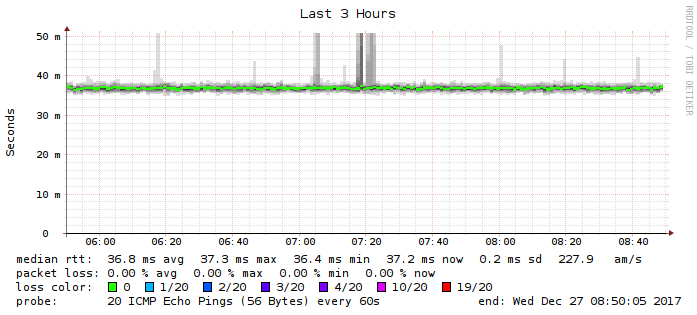 Last 3 Hours
RRDTOOL / TOBI OETIKER
Seconds
50 m
40 m
30 m
20 m
10 m
0
06:00 06:20 06:40 07:00 07:20 07:40 08:00 08:20 08:40
median rtt: 36.8 ms avg 37.3 ms max 36.4 ms min 37.2 ms now 0.2 ms sd 227.9 am/s
packet loss: 0.00 % avg 0.00 % max 0.00 % min 0.00 % now
loss color: 0 1/20 2/20 3/20 4/20 10/20 19/20
probe: 20 ICMP Echo Pings (56 Bytes) every 60s end: Wed Dec 27 08:50:05 2017